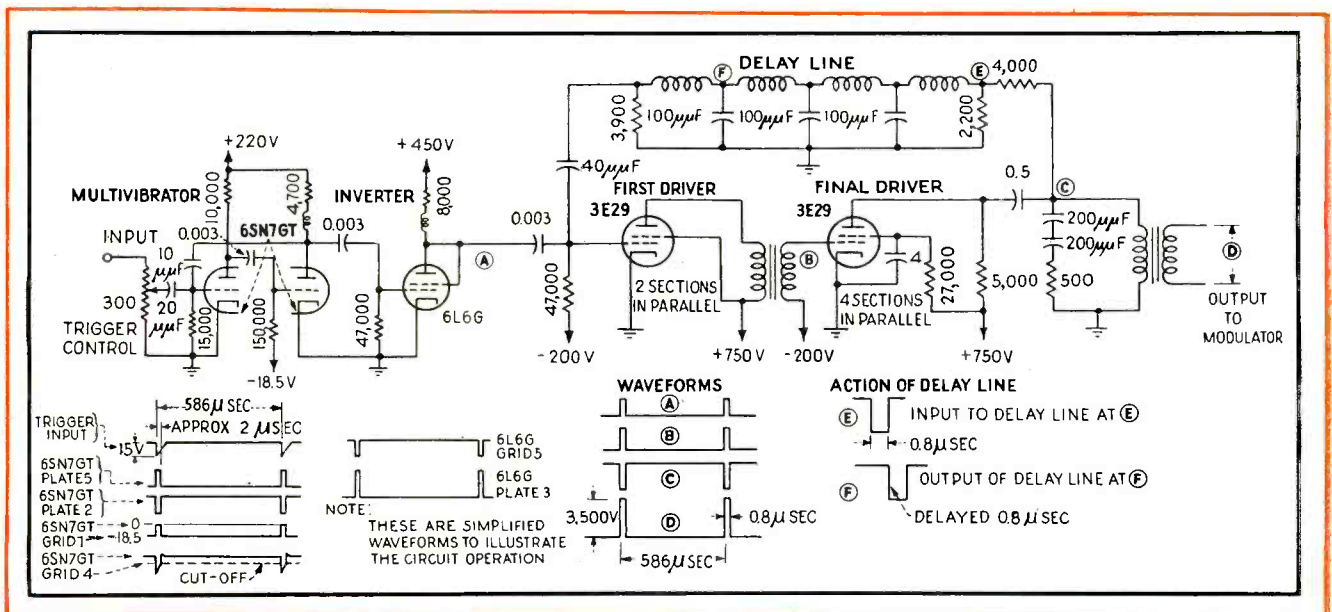 DELAY LINE
F
E
4,000
3,900
100μμF
100μμF
100μμF
2,200
+220V
+450V
40μμF
MULTIVIBRATOR
10,000
4,700
INVERTER
8,000
FIRST DRIVER
FINAL DRIVER
0.5
C
6SN7GT
0.003
0.003
0.003
3E29
3E29
INPUT
10
μμF
A
B
200μμF
200μμF
D
300
20
μμF
15,000
150,000
47,000
6L6G
47,000
2 SECTIONS
IN PARALLEL
4 SECTIONS
IN PARALLEL
4
27,000
5,000
500
OUTPUT
TO
MODULATOR
TRIGGER
CONTROL
-18.5V
-200V
+750V
-200V
+750V
586μ SEC
APPROX 2 μSEC
TRIGGER
INPUT
15V
6SN7GT
PLATE 5
6SN7GT
PLATE 2
6SN7GT
GRID 1
0
-18.5
6SN7GT
GRID 4
CUT-OFF
6L6G
GRID 5
6L6G
PLATE 3
NOTE:
THESE ARE SIMPLIFIED
WAVEFORMS TO ILLUSTRATE
THE CIRCUIT OPERATION
WAVEFORMS
A
B
C
3,500V
D
0.8μSEC
586μSEC
ACTION OF DELAY LINE
E
INPUT TO DELAY LINE AT E
0.8μSEC
F
OUTPUT OF DELAY LINE AT F
DELAYED 0.8μSEC